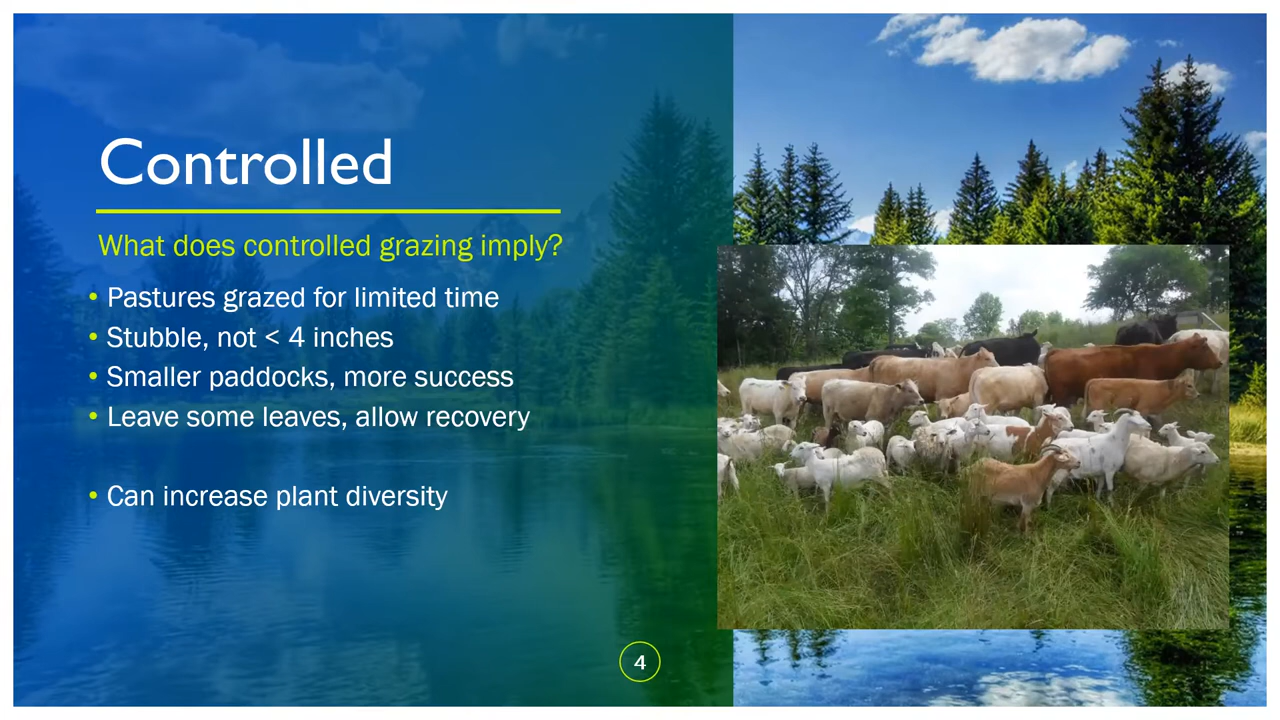 Controlled
What does controlled grazing imply?
• Pastures grazed for limited time
• Stubble, not < 4 inches
• Smaller paddocks, more success
• Leave some leaves, allow recovery
• Can increase plant diversity
4